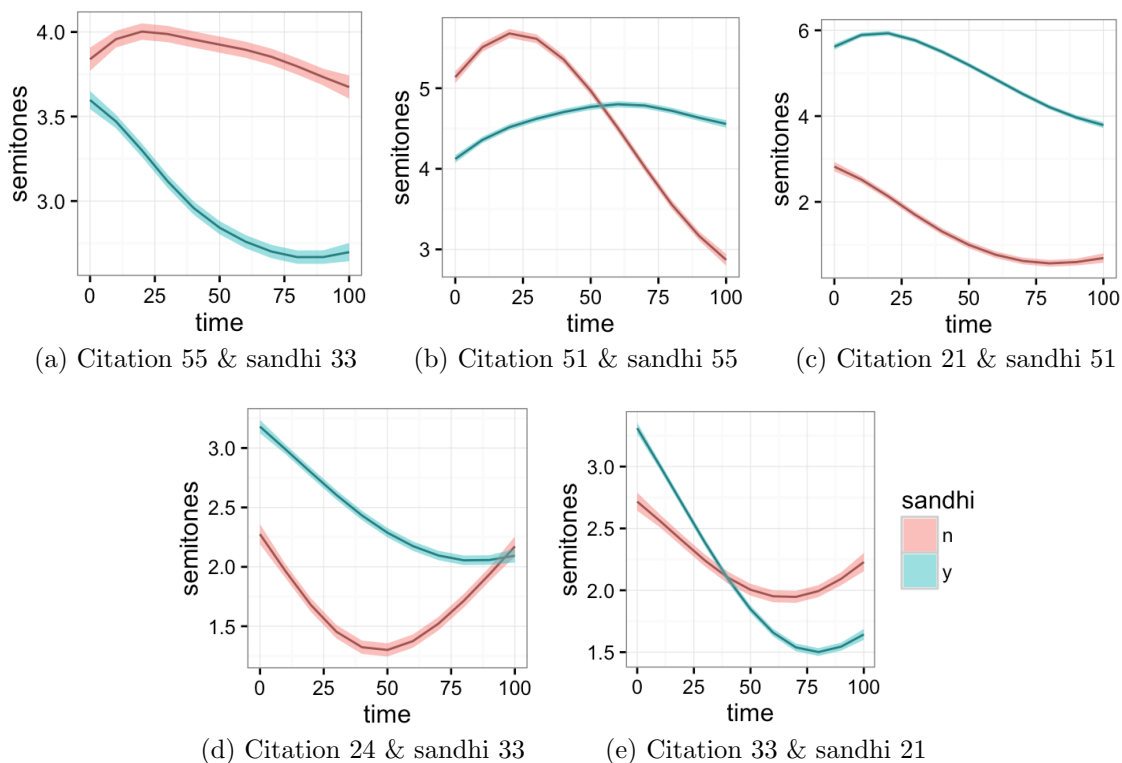 4.0
3.5
3.0
semitones
0 25 50 75 100
time
(a) Citation 55 & sandhi 33
5
4
3
semitones
0 25 50 75 100
time
(b) Citation 51 & sandhi 55
6
4
2
semitones
0 25 50 75 100
time
(c) Citation 21 & sandhi 51
3.0
2.5
2.0
1.5
semitones
0 25 50 75 100
time
(d) Citation 24 & sandhi 33
3.0
2.5
2.0
1.5
semitones
0 25 50 75 100
time
(e) Citation 33 & sandhi 21
sandhi
n
y